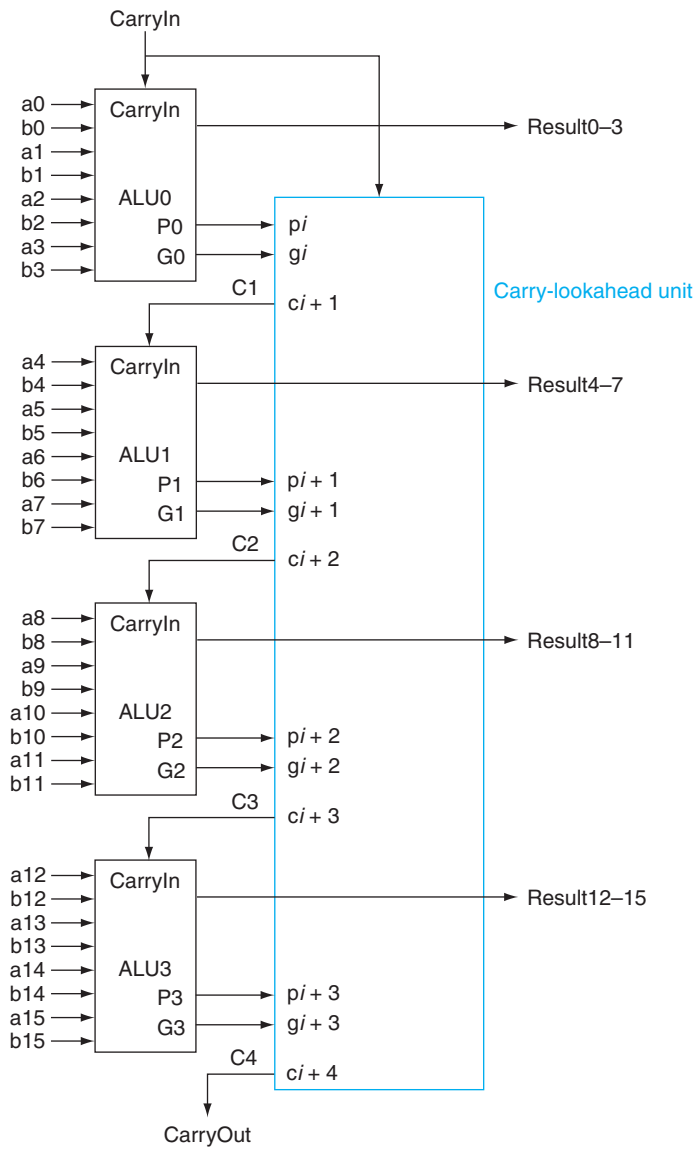 CarryIn
a0
b0
a1
b1
a2
b2
a3
b3
CarryIn
ALU0
P0
G0
Result0–3
pi
gi
Carry-lookahead unit
C1
ci + 1
a4
b4
a5
b5
a6
b6
a7
b7
CarryIn
ALU1
P1
G1
Result4–7
pi + 1
gi + 1
C2
ci + 2
a8
b8
a9
b9
a10
b10
a11
b11
CarryIn
ALU2
P2
G2
Result8–11
pi + 2
gi + 2
C3
ci + 3
a12
b12
a13
b13
a14
b14
a15
b15
CarryIn
ALU3
P3
G3
Result12–15
pi + 3
gi + 3
C4
ci + 4
CarryOut